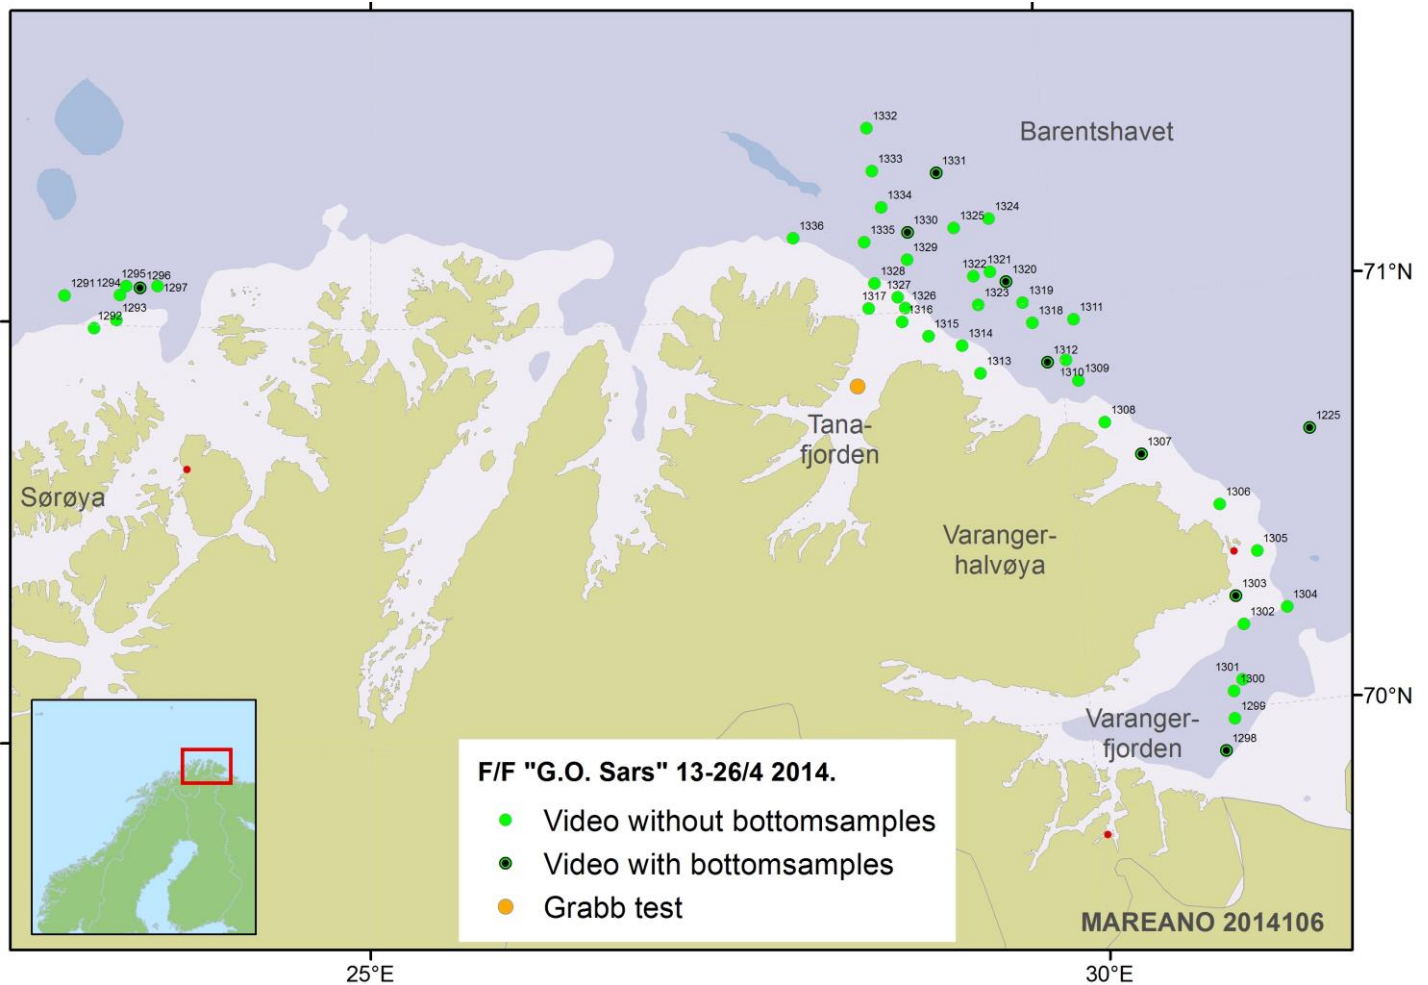 1332
Barentshavet
1333
1331
1334
1324
1325
1330
1335
1336
1329
71°N
1295
1296
1322
1321
1291
1294
1297
1328
1320
1327
1319
1317
1326
1323
1293
1316
1318
1311
1292
1315
1314
1312
1313
1310
1309
1308
1225
Tana-
fjorden
1307
Sørøya
1306
Varanger-
halvøya
1305
1303
1304
1302
1301
1300
70°N
1299
Varanger-
fjorden
1298
F/F "G.O. Sars" 13-26/4 2014.
Video without bottomsamples
Video with bottomsamples
Grabb test
MAREANO 2014106
25°E
30°E